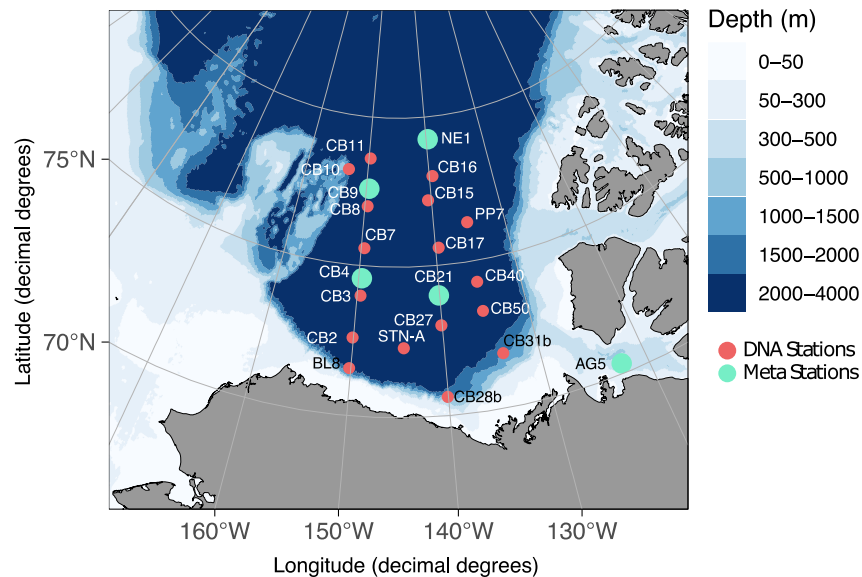 Depth (m)
0–50
50–300
300–500
500–1000
1000–1500
1500–2000
2000–4000
DNA Stations
Meta Stations
Latitude (decimal degrees)
75°N
70°N
NE1
CB11
CB10
CB16
CB9
CB15
CB8
PP7
CB7
CB17
CB4
CB21
CB40
CB3
CB50
CB27
CB2
STN-A
CB31b
BL8
AG5
CB28b
160°W
150°W
140°W
130°W
Longitude (decimal degrees)